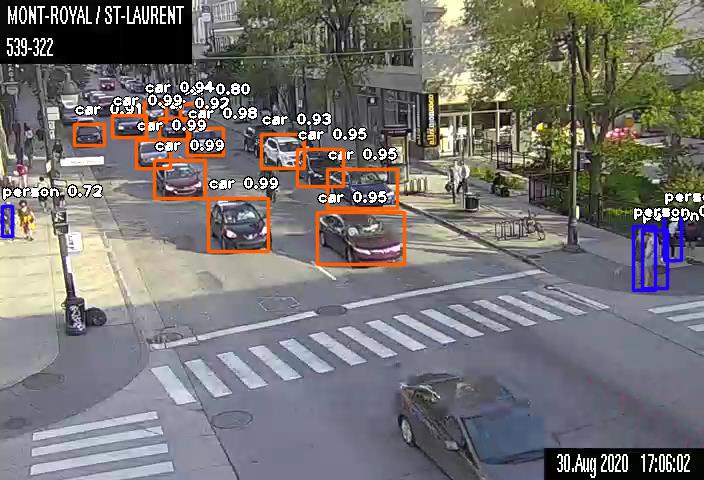 MONT-ROYAL / ST-LAURENT
539-322
car 0.94
0.80
car 0.99
0.92
car 0.91
car 0.98
car 0.99
car 0.93
car 0.95
car 0.99
car 0.95
car 0.99
car 0.95
person 0.72
person
30.Aug 2020 17:06:02